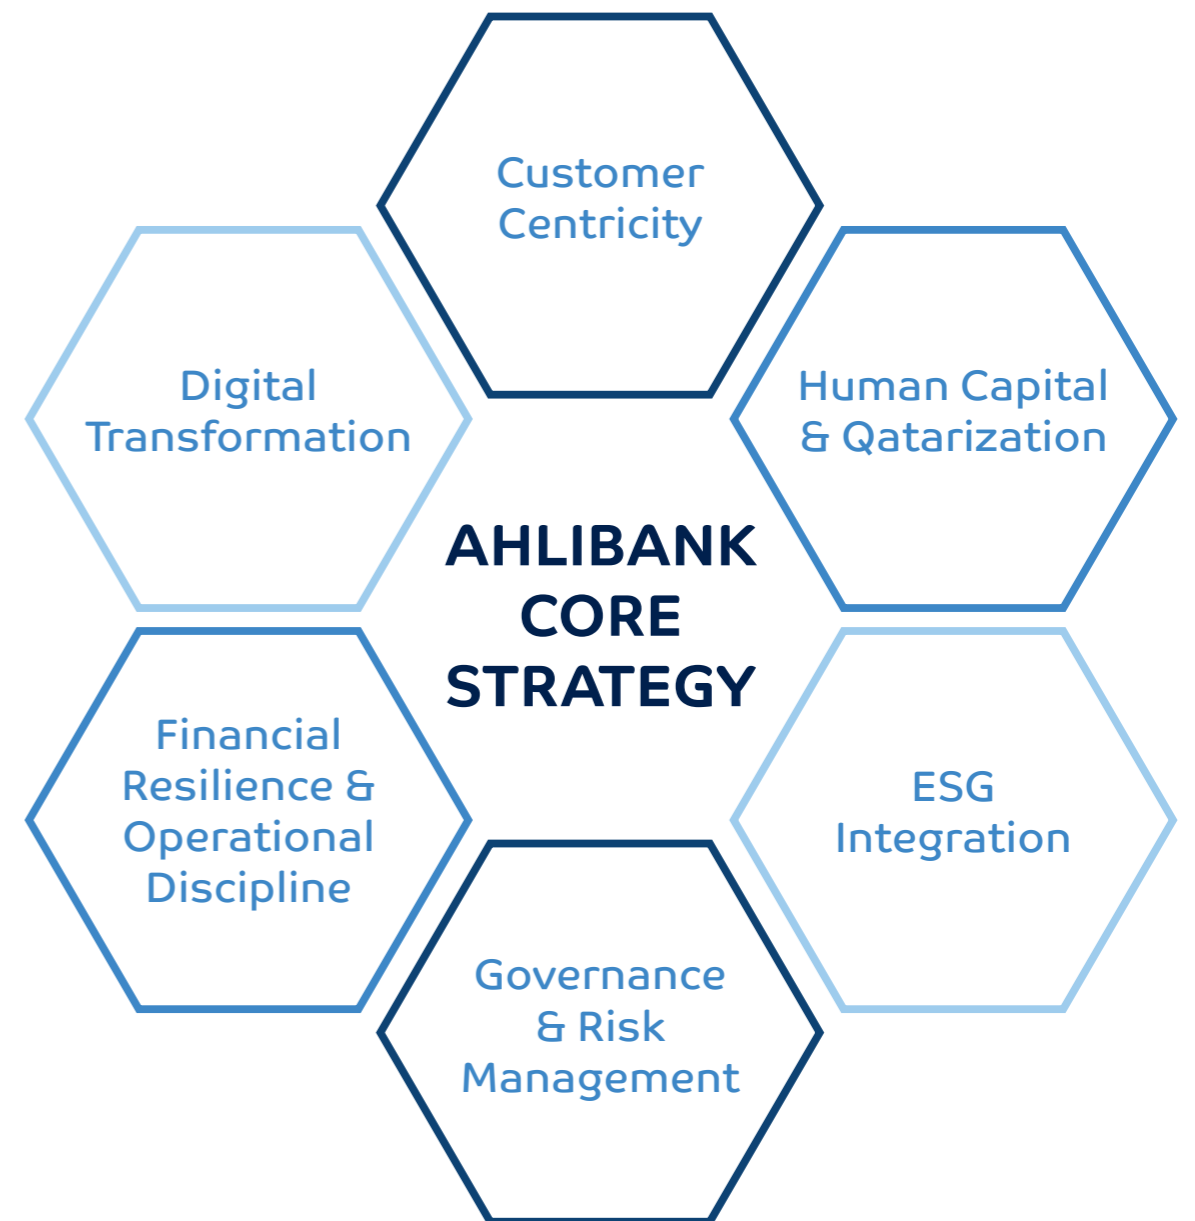 Customer
Centricity
Digital
Transformation
Human Capital
& Qatarization
AHLIBANK
CORE
STRATEGY
Financial
Resilience &
Operational
Discipline
ESG
Integration
Governance
& Risk
Management